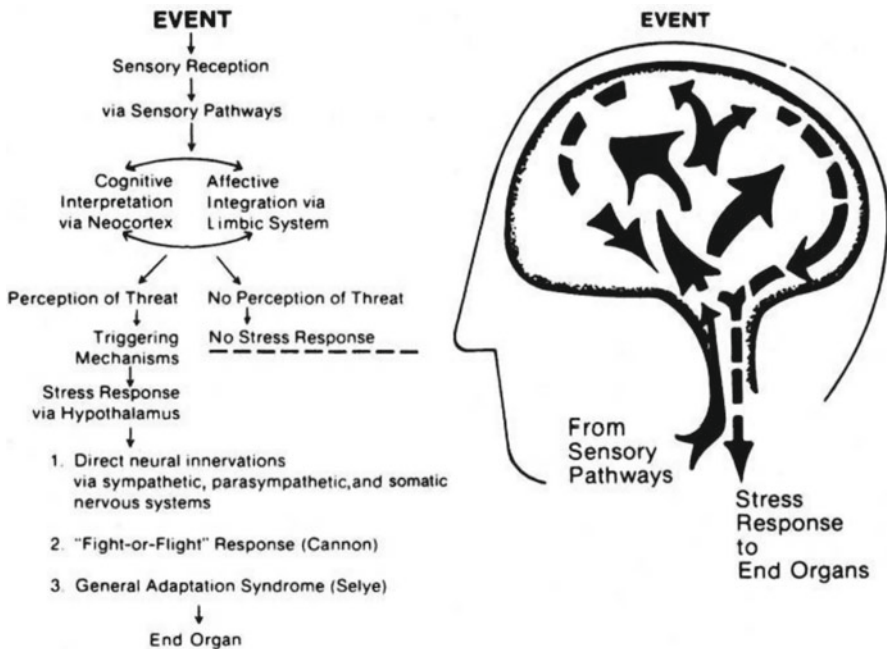 EVENT
Sensory Reception
via Sensory Pathways
Cognitive
Interpretation
via Neocortex
Affective
Integration via
Limbic System
Perception of Threat
No Perception of Threat
Triggering
Mechanisms
No Stress Response
Stress Response
via Hypothalamus
1. Direct neural innervations
via sympathetic, parasympathetic,and somatic
nervous systems
2. "Fight-or-Flight" Response (Cannon)
3. General Adaptation Syndrome (Selye)
End Organ
EVENT
From
Sensory
Pathways
Stress
Response
to
End Organs